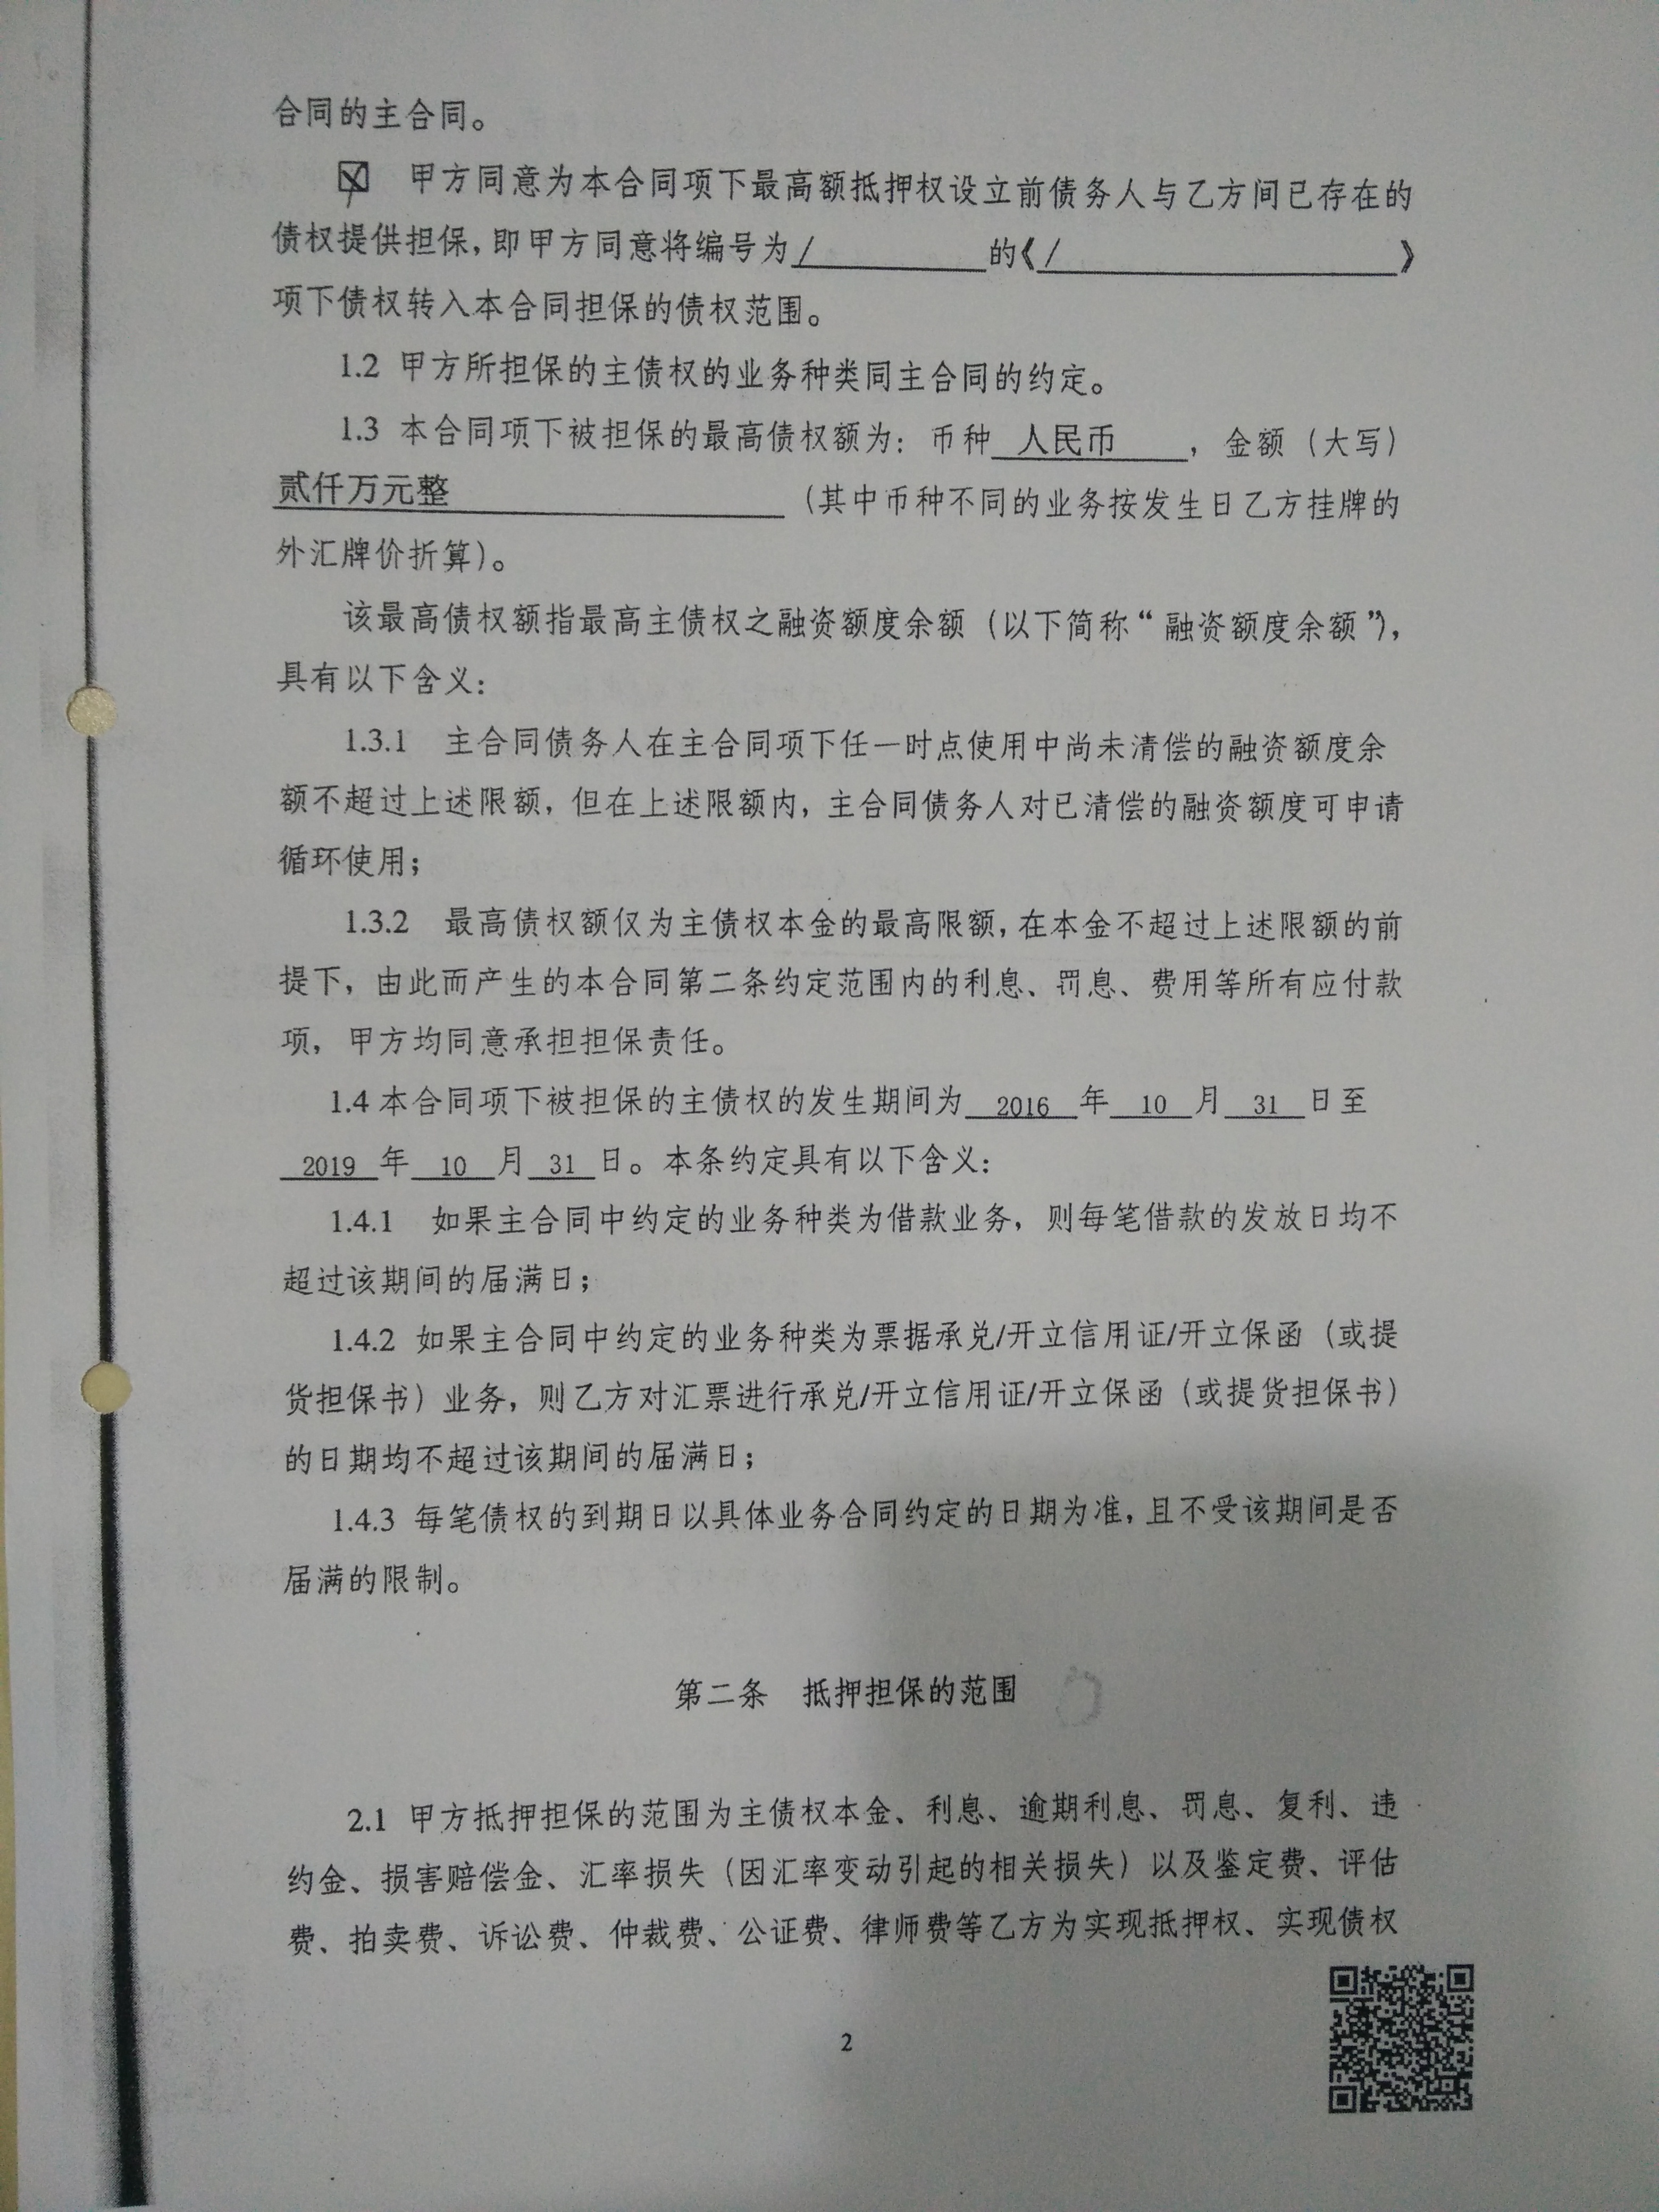 合同的主合同。
☒ 甲方同意为本合同项下最高额抵押权设立前债务人与乙方间已存在的
债权提供担保，即甲方同意将编号为/的《/》
项下债权转入本合同担保的债权范围。
1.2 甲方所担保的主债权的业务种类同主合同的约定。
1.3 本合同项下被担保的最高债权额为：币种 人民币 ，金额（大写）
贰仟万元整 （其中币种不同的业务按发生日乙方挂牌的
外汇牌价折算）。
该最高债权额指最高主债权之融资额度余额（以下简称“融资额度余额”），
具有以下含义：
1.3.1 主合同债务人在主合同项下任一时点使用中尚未清偿的融资额度余
额不超过上述限额，但在上述限额内，主合同债务人对已清偿的融资额度可申请
循环使用；
1.3.2 最高债权额仅为主债权本金的最高限额，在本金不超过上述限额的前
提下，由此而产生的本合同第二条约定范围内的利息、罚息、费用等所有应付款
项，甲方均同意承担担保责任。
1.4 本合同项下被担保的主债权的发生期间为 2016 年 10 月 31 日至
2019 年 10 月 31 日。本条约定具有以下含义：
1.4.1 如果主合同中约定的业务种类为借款业务，则每笔借款的发放日均不
超过该期间的届满日；
1.4.2 如果主合同中约定的业务种类为票据承兑/开立信用证/开立保函（或提
货担保书）业务，则乙方对汇票进行承兑/开立信用证/开立保函（或提货担保书）
的日期均不超过该期间的届满日；
1.4.3 每笔债权的到期日以具体业务合同约定的日期为准，且不受该期间是否
届满的限制。
第二条 抵押担保的范围
2.1 甲方抵押担保的范围为主债权本金、利息、逾期利息、罚息、复利、违
约金、损害赔偿金、汇率损失（因汇率变动引起的相关损失）以及鉴定费、评估
费、拍卖费、诉讼费、仲裁费、公证费、律师费等乙方为实现抵押权、实现债权
2